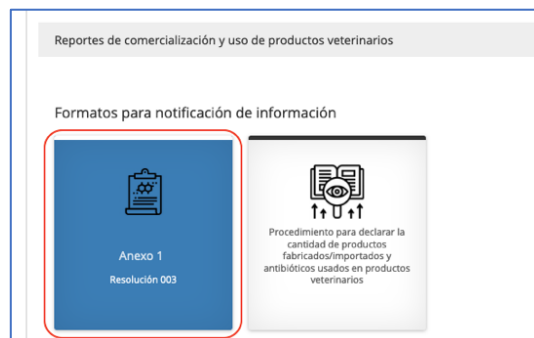 Reportes de comercialización y uso de productos veterinarios
Formatos para notificación de información
Anexo 1
Resolución 003
Procedimiento para declarar la
cantidad de productos
fabricados/importados y
antibióticos usados en productos
veterinarios